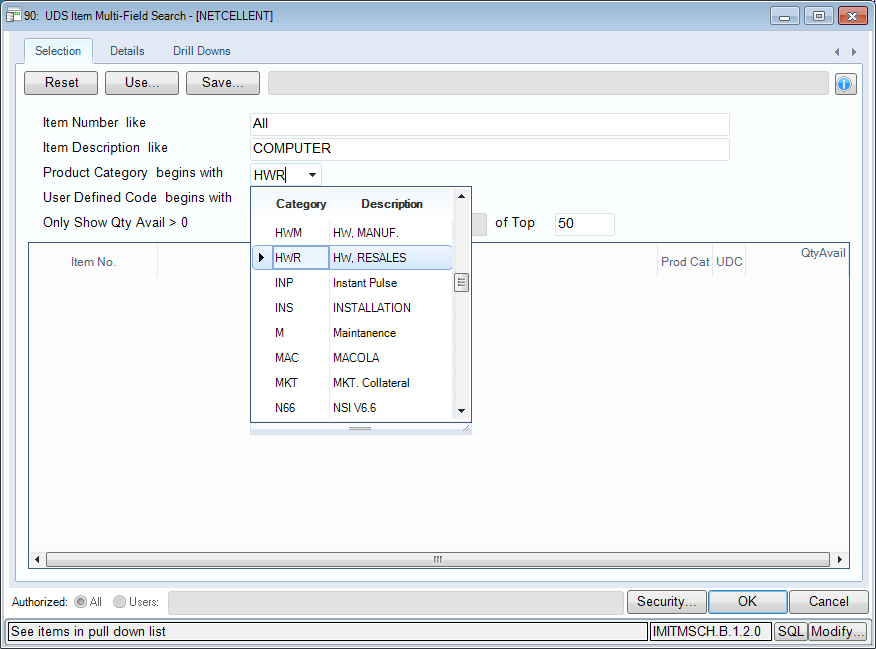 90: UDS Item Multi-Field Search - [NETCELLENT]
Selection Details Drill Downs
Reset Use... Save...
Item Number like All
Item Description like COMPUTER
Product Category begins with HWR
User Defined Code begins with
Only Show Qty Avail > 0 of Top 50
Category Description
HWM HW, MANUF.
HWR HW, RESALES
INP Instant Pulse
INS INSTALLATION
M Maintanence
MAC MACOLA
MKT MKT. Collateral
N66 NSI V6.6
Item No. Prod Cat UDC QtyAvail
Authorized: All Users: Security... OK Cancel
See items in pull down list IMITMSCH.B.1.2.0 SQL Modify...